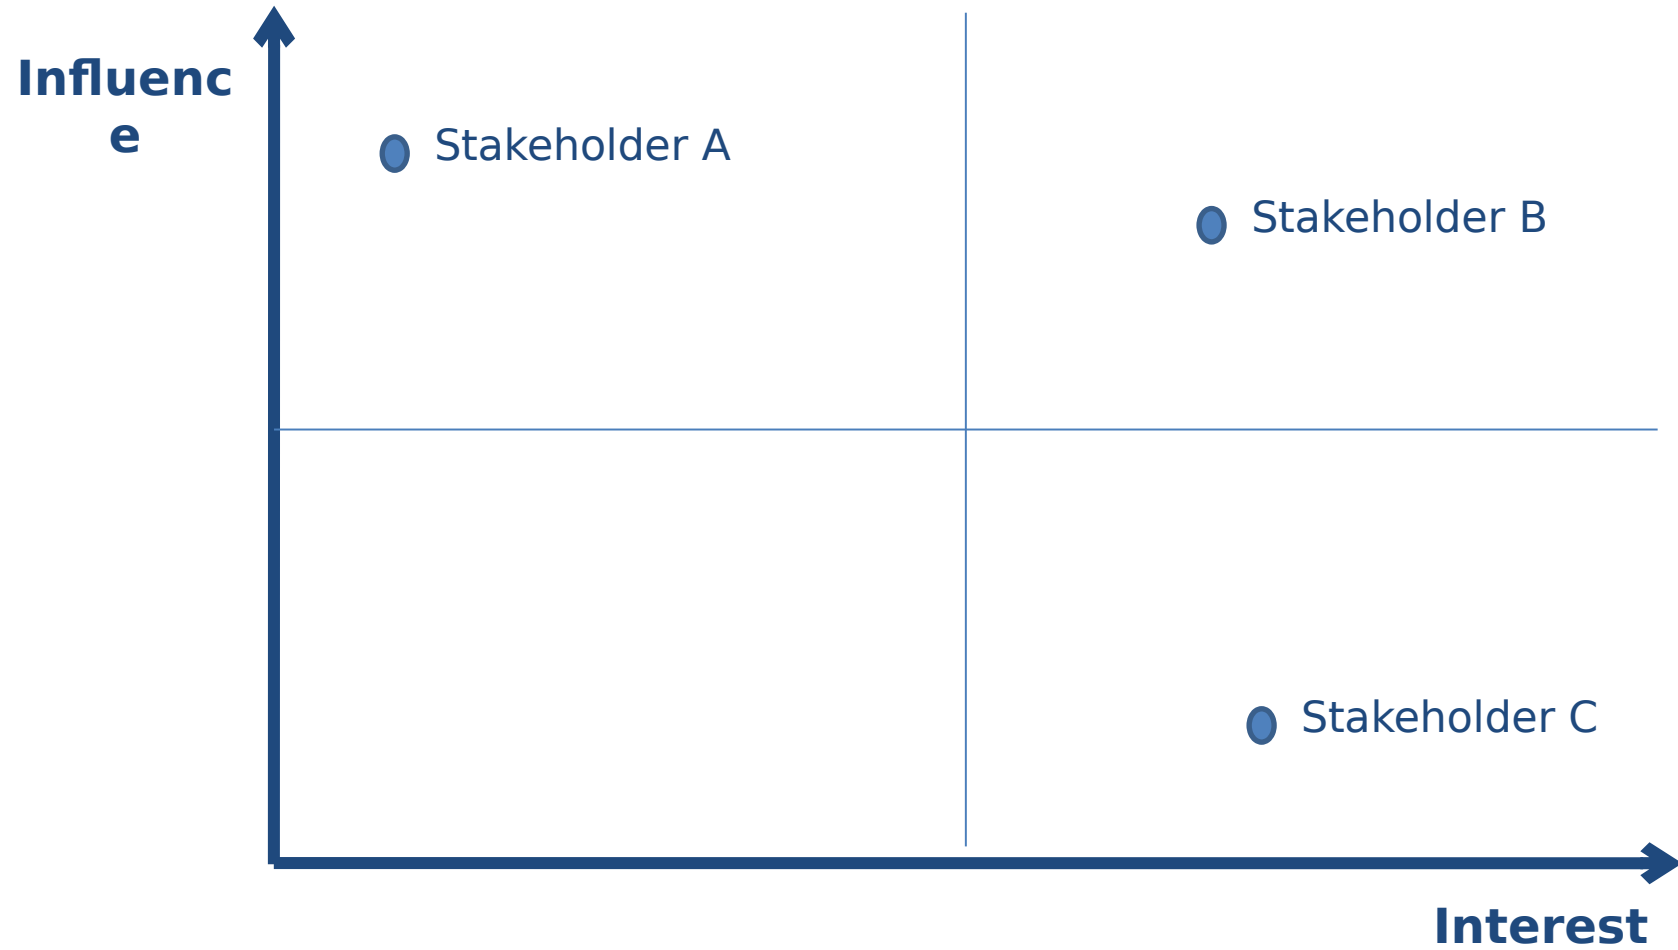 Influenc
e
Stakeholder A
Stakeholder B
Stakeholder C
Interest